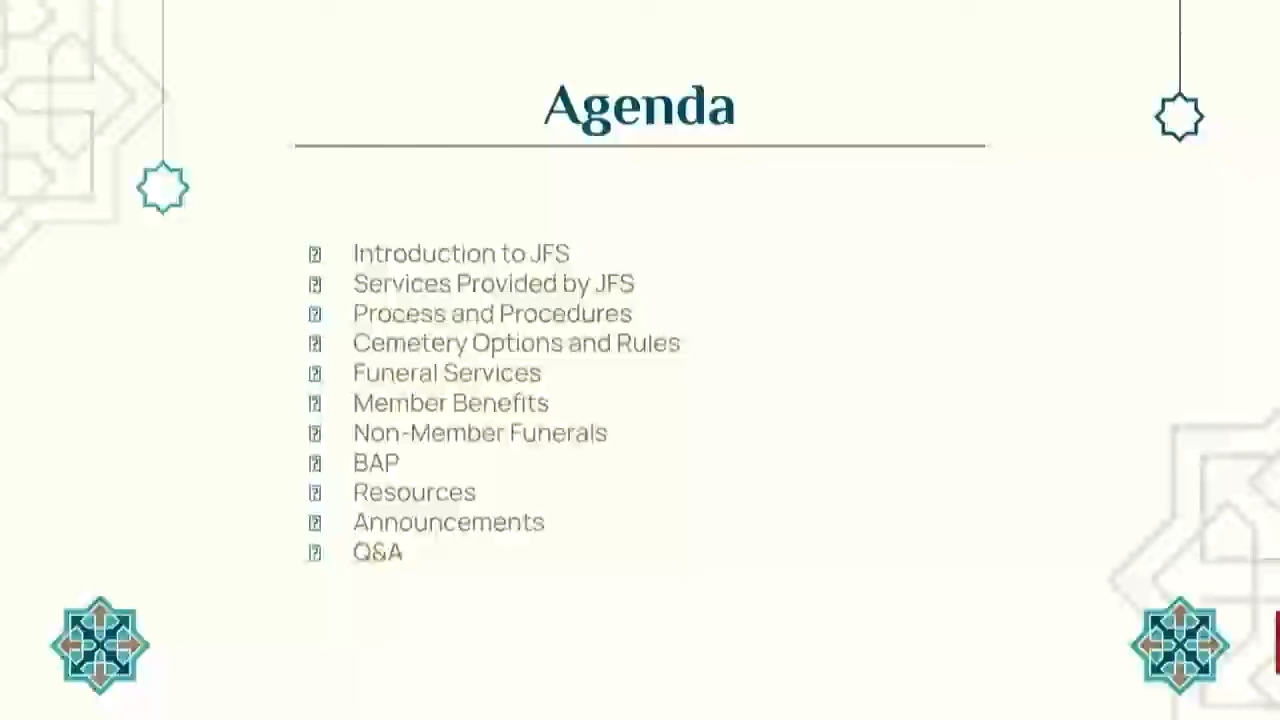 Agenda
Introduction to JFS
Services Provided by JFS
Process and Procedures
Cemetery Options and Rules
Funeral Services
Member Benefits
Non-Member Funerals
BAP
Resources
Announcements
Q&A